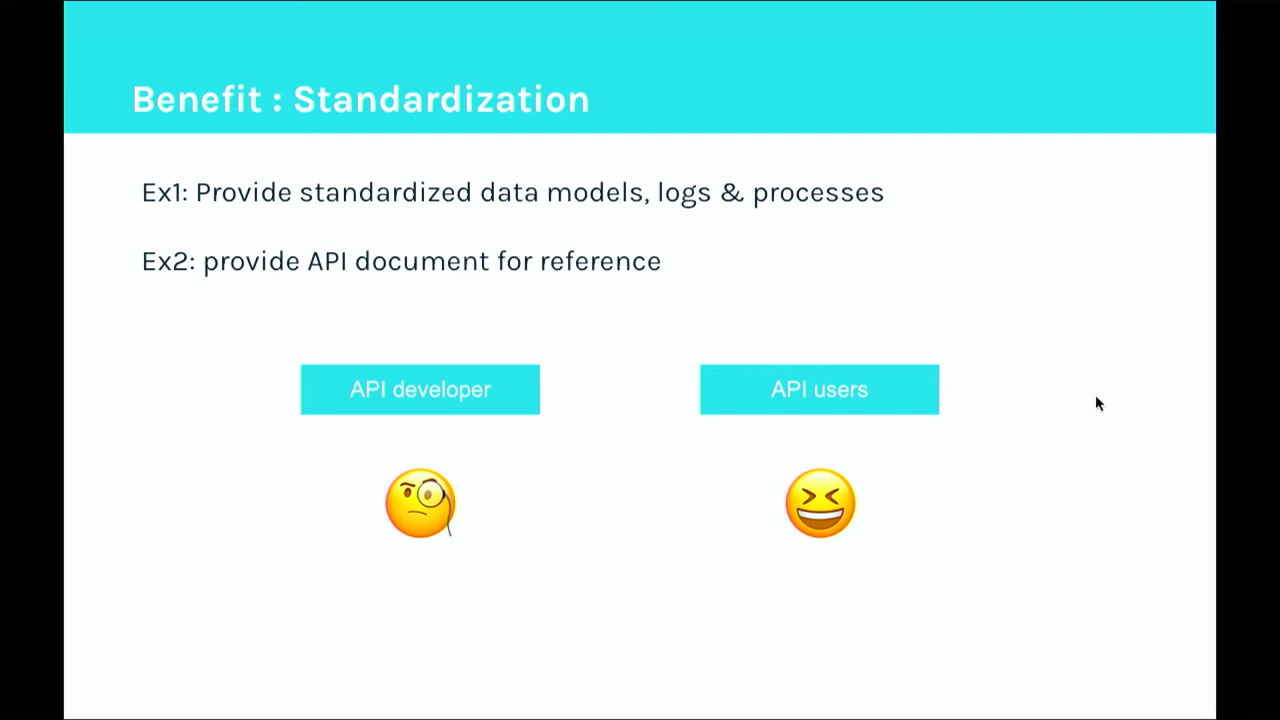 Benefit : Standardization
Ex1: Provide standardized data models, logs & processes
Ex2: provide API document for reference
API developer
API users